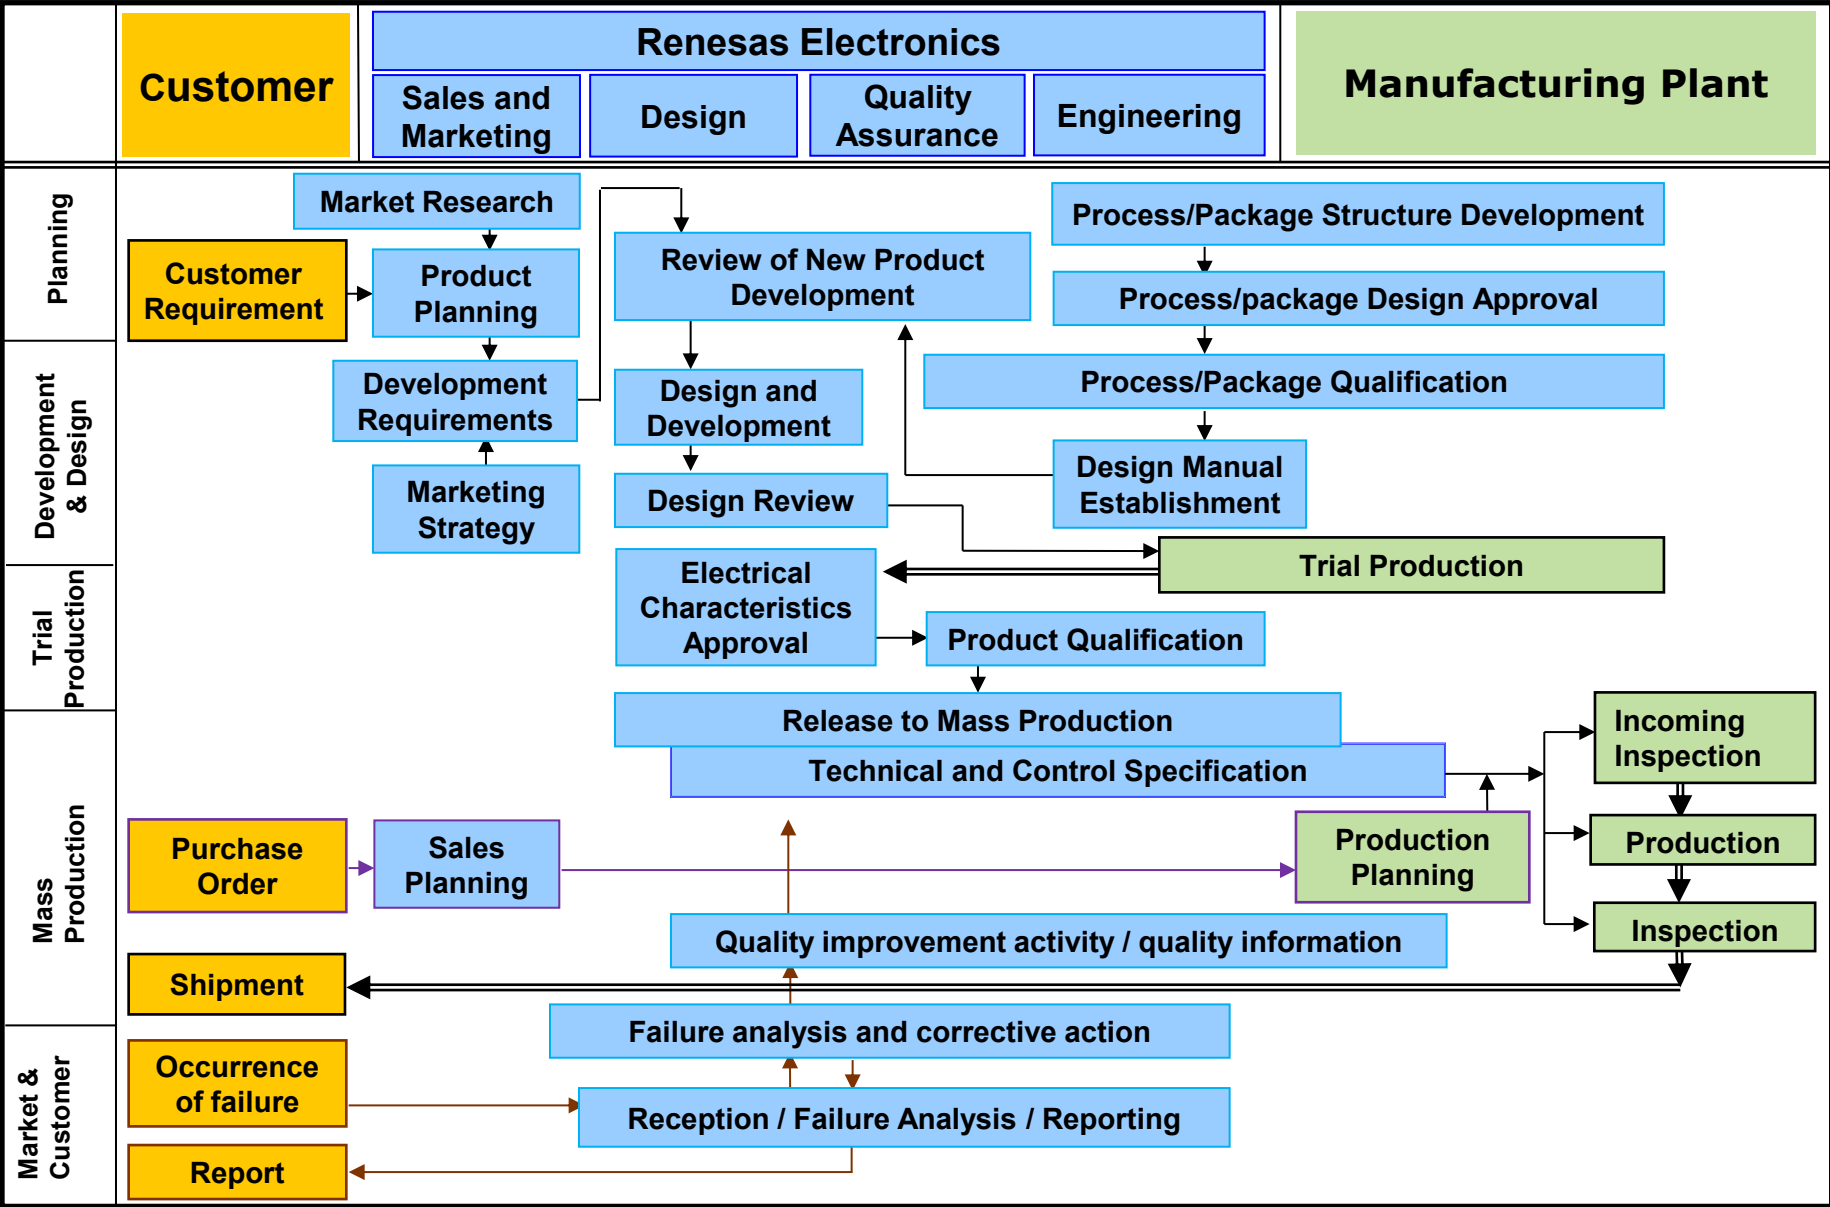 Customer
Renesas Electronics
Sales and
Marketing
Design
Quality
Assurance
Engineering
Manufacturing Plant
Planning
Market Research
Customer
Requirement
Product
Planning
Review of New Product
Development
Process/Package Structure Development
Process/package Design Approval
Development
& Design
Development
Requirements
Design and
Development
Process/Package Qualification
Marketing
Strategy
Design Review
Design Manual
Establishment
Trial
Production
Trial Production
Electrical
Characteristics
Approval
Product Qualification
Mass
Production
Release to Mass Production
Technical and Control Specification
Incoming
Inspection
Purchase
Order
Sales
Planning
Production
Planning
Production
Quality improvement activity / quality information
Inspection
Shipment
Market &
Customer
Failure analysis and corrective action
Occurrence
of failure
Reception / Failure Analysis / Reporting
Report